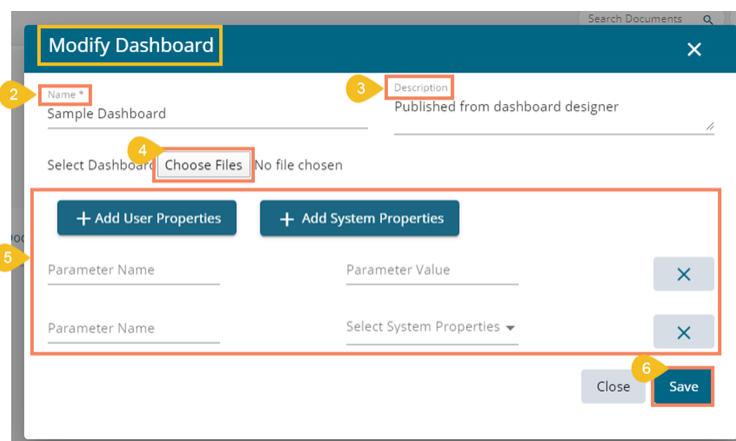 Search Documents
Modify Dashboard
2
Name *
Sample Dashboard
3
Description
Published from dashboard designer
4
Select Dashboard Choose Files No file chosen
+ Add User Properties + Add System Properties
5
Parameter Name Parameter Value
Parameter Name Select System Properties
6
Close Save